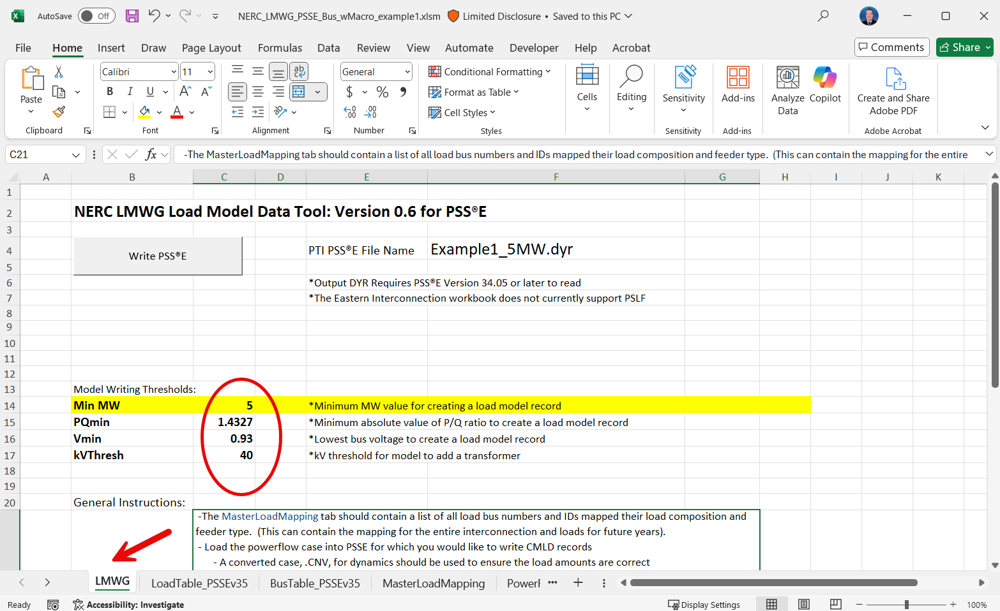 AutoSave Off NERC_LMWG_PSSE_Bus_wMacro_example1.xlsm Limited Disclosure • Saved to this PC
File Home Insert Draw Page Layout Formulas Data Review View Automate Developer Help Acrobat Comments Share
Paste
Clipboard
Calibri 11
B I U A A
A
Font
ab
Alignment
General
$ % 9
Number
Conditional Formatting
Format as Table
Cell Styles
Styles
Cells
Editing
Sensitivity
Sensitivity
Add-ins
Add-ins
Analyze
Data
Copilot
Create and Share
Adobe PDF
Adobe Acrobat
C21 fx -The MasterLoadMapping tab should contain a list of all load bus numbers and IDs mapped their load composition and feeder type. (This can contain the mapping for the entire
A B C D E F G H I J K
1
2 NERC LMWG Load Model Data Tool: Version 0.6 for PSS®E
3
4 Write PSS®E PTI PSS®E File Name Example1_5MW.dyr
5
6 *Output DYR Requires PSS®E Version 34.05 or later to read
7 *The Eastern Interconnection workbook does not currently support PSLF
8
9
10
11
12
13 Model Writing Thresholds:
14 Min MW 5 *Minimum MW value for creating a load model record
15 PQmin 1.4327 *Minimum absolute value of P/Q ratio to create a load model record
16 Vmin 0.93 *Lowest bus voltage to create a load model record
17 kVThresh 40 *kV threshold for model to add a transformer
18
19
20 General Instructions:
-The MasterLoadMapping tab should contain a list of all load bus numbers and IDs mapped their load composition and
feeder type. (This can contain the mapping for the entire interconnection and loads for future years).
- Load the powerflow case into PSSE for which you would like to write CMLD records
- A converted case, .CNV, for dynamics should be used to ensure the load amounts are correct
LMWG LoadTable_PSSEv35 BusTable_PSSEv35 MasterLoadMapping PowerF
Ready Accessibility: Investigate Display Settings 100%